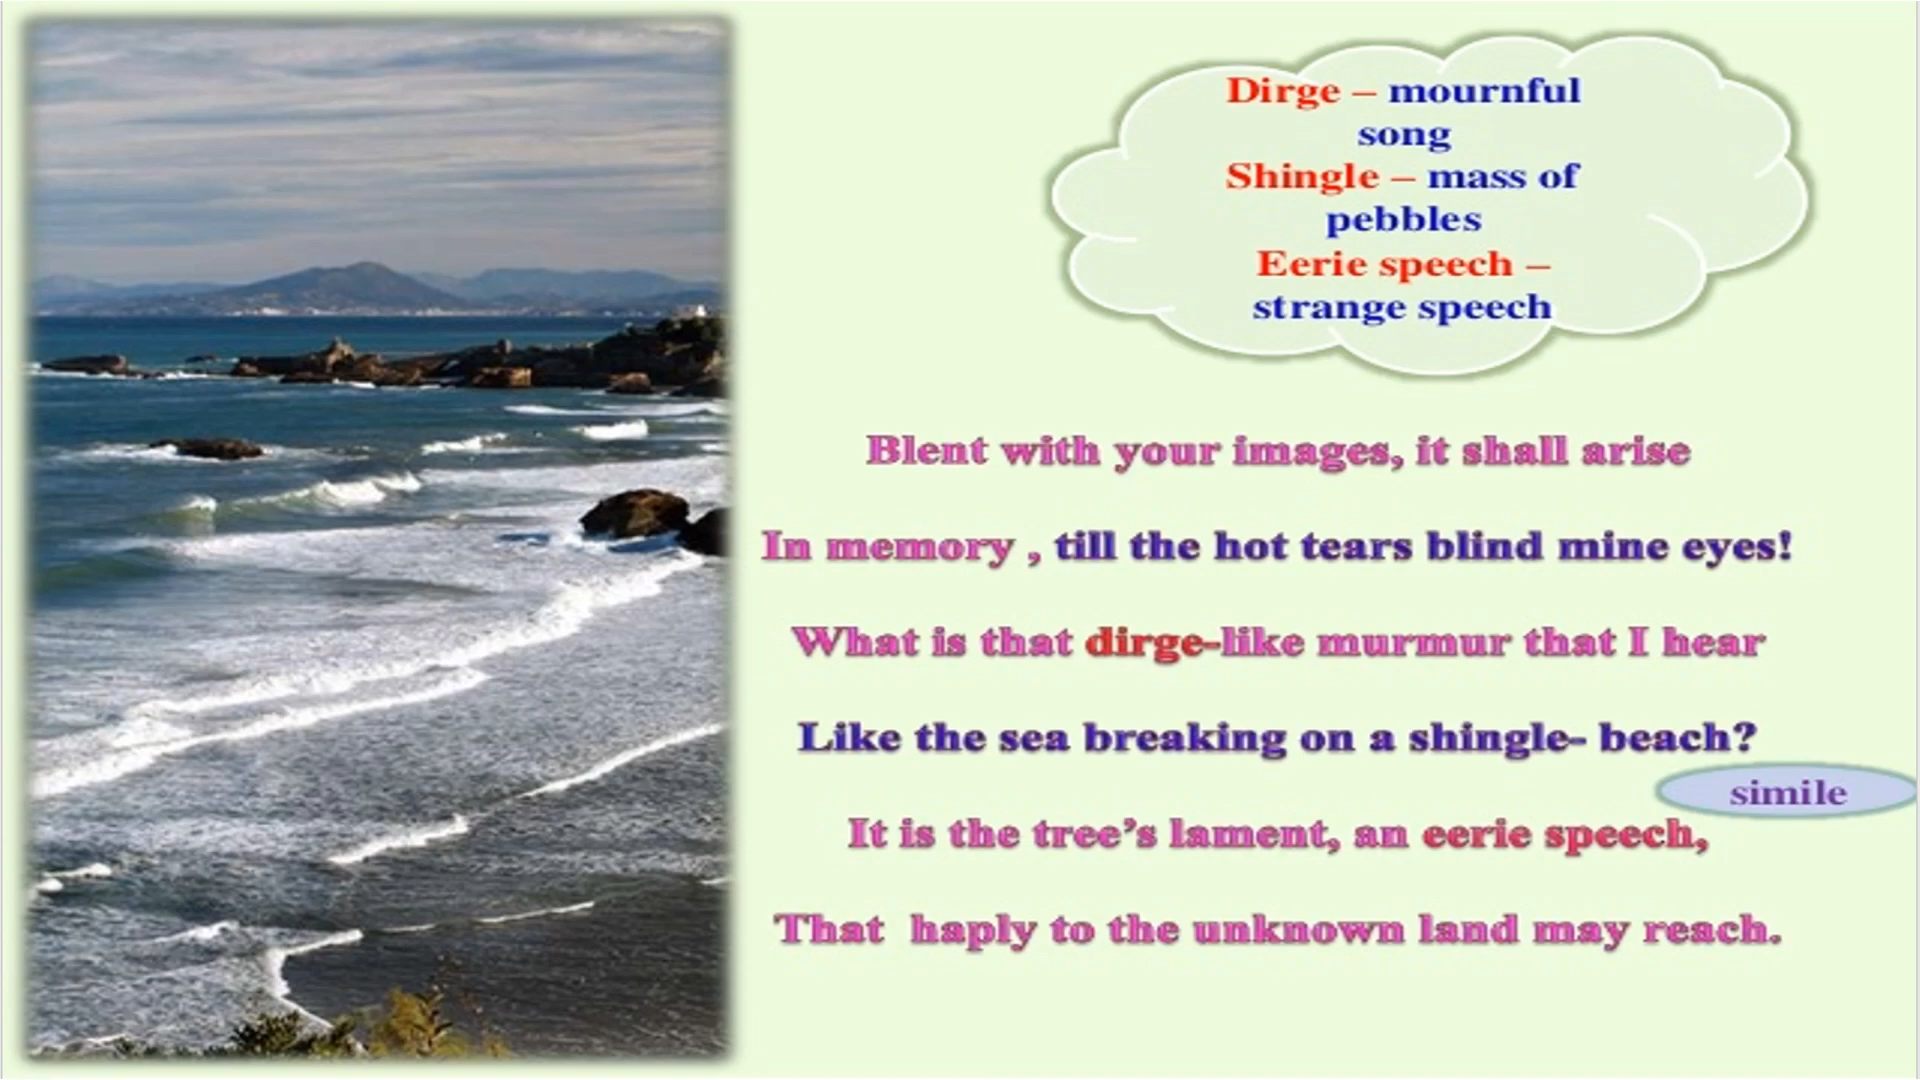 Dirge – mournful
song
Shingle – mass of
pebbles
Eerie speech –
strange speech
Blent with your images, it shall arise
In memory , till the hot tears blind mine eyes!
What is that dirge-like murmur that I hear
Like the sea breaking on a shingle- beach?
simile
It is the tree’s lament, an eerie speech,
That haply to the unknown land may reach.